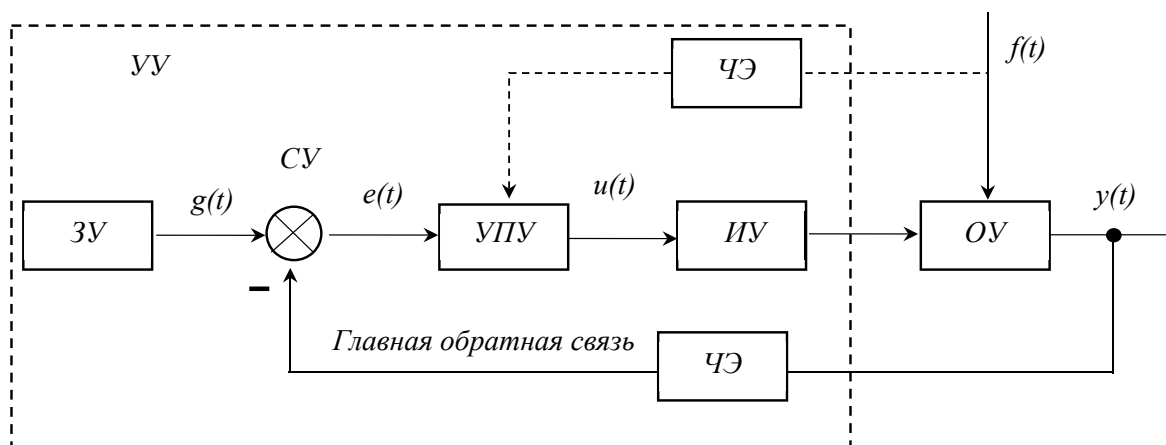 УУ
ЧЭ
f(t)
СУ
g(t)
e(t)
u(t)
y(t)
ЗУ
УПУ
ИУ
ОУ
–
Главная обратная связь
ЧЭ